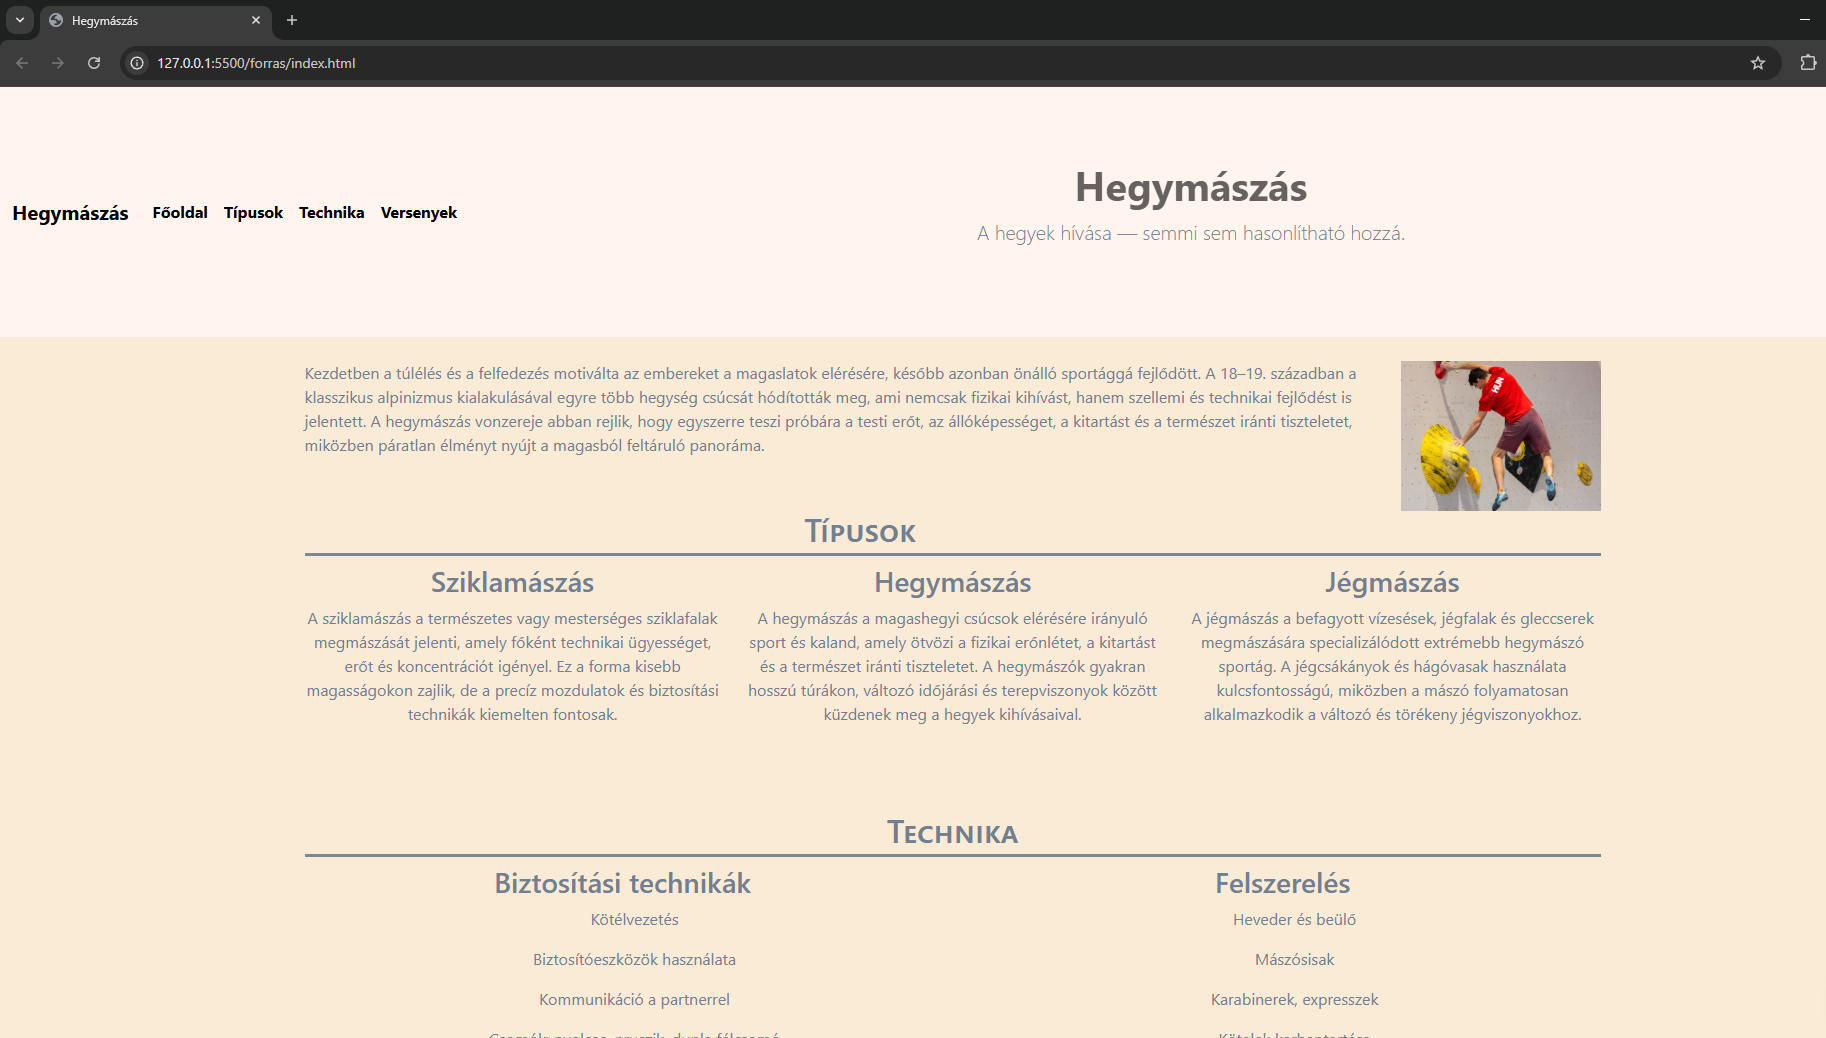 Hegymászás
127.0.0.1:5500/forras/index.html
Hegymászás Főoldal Típusok Technika Versenyek
Hegymászás
A hegyek hívása — semmi sem hasonlítható hozzá.
Kezdetben a túlélés és a felfedezés motiválta az embereket a magaslatok elérésére, később azonban önálló sportággá fejlődött. A 18–19. században a
klasszikus alpinizmus kialakulásával egyre több hegység csúcsát hódították meg, ami nemcsak fizikai kihívást, hanem szellemi és technikai fejlődést is
jelentett. A hegymászás vonzereje abban rejlik, hogy egyszerre teszi próbára a testi erőt, az állóképességet, a kitartást és a természet iránti tiszteletet,
miközben páratlan élményt nyújt a magasból feltáruló panoráma.
HUN
Típusok
Sziklamászás
A sziklamászás a természetes vagy mesterséges sziklafalak
megmászását jelenti, amely főként technikai ügyességet,
erőt és koncentrációt igényel. Ez a forma kisebb
magasságokon zajlik, de a precíz mozdulatok és biztosítási
technikák kiemelten fontosak.
Hegymászás
A hegymászás a magashegyi csúcsok elérésére irányuló
sport és kaland, amely ötvözi a fizikai erőnlétet, a kitartást
és a természet iránti tiszteletet. A hegymászók gyakran
hosszú túrákon, változó időjárási és terepviszonyok között
küzdenek meg a hegyek kihívásaival.
Jégmászás
A jégmászás a befagyott vízesések, jégfalak és gleccserek
megmászására specializálódott extrémebb hegymászó
sportág. A jégcsákányok és hágóvasak használata
kulcsfontosságú, miközben a mászó folyamatosan
alkalmazkodik a változó és törékeny jégviszonyokhoz.
Technika
Biztosítási technikák
Kötélvezetés
Biztosítóeszközök használata
Kommunikáció a partnerrel
Felszerelés
Heveder és beülő
Mászósisak
Karabinerek, expresszek